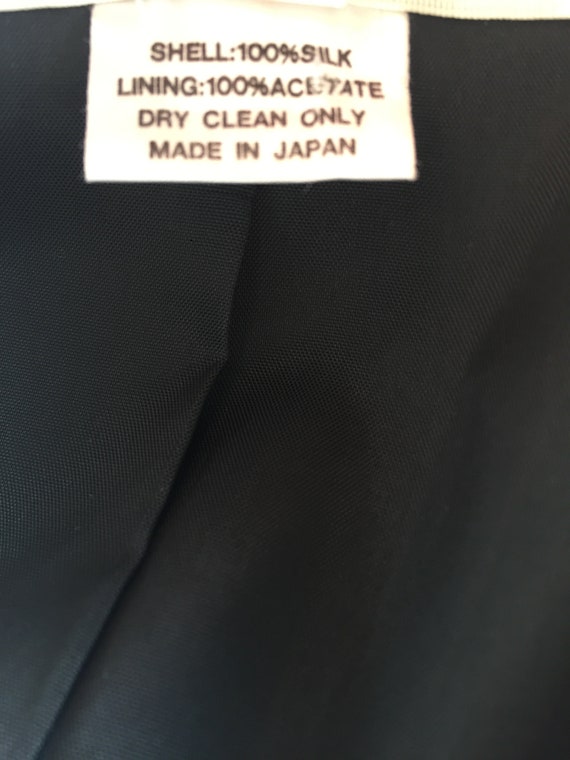 SHELL:100%SILK
LINING:100%ACETATE
DRY CLEAN ONLY
MADE IN JAPAN